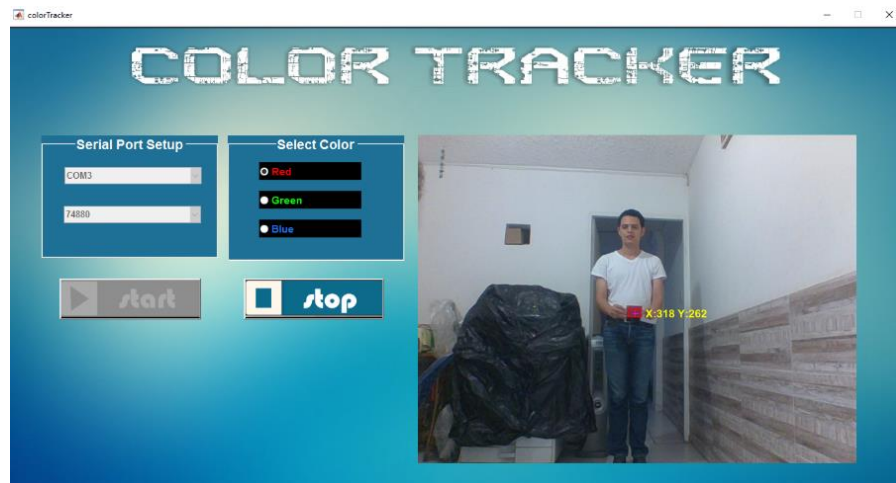 colorTracker
COLOR TRACKER
Serial Port Setup
COM3
74880
Select Color
Red
Green
Blue
start
stop
X:318 Y:262